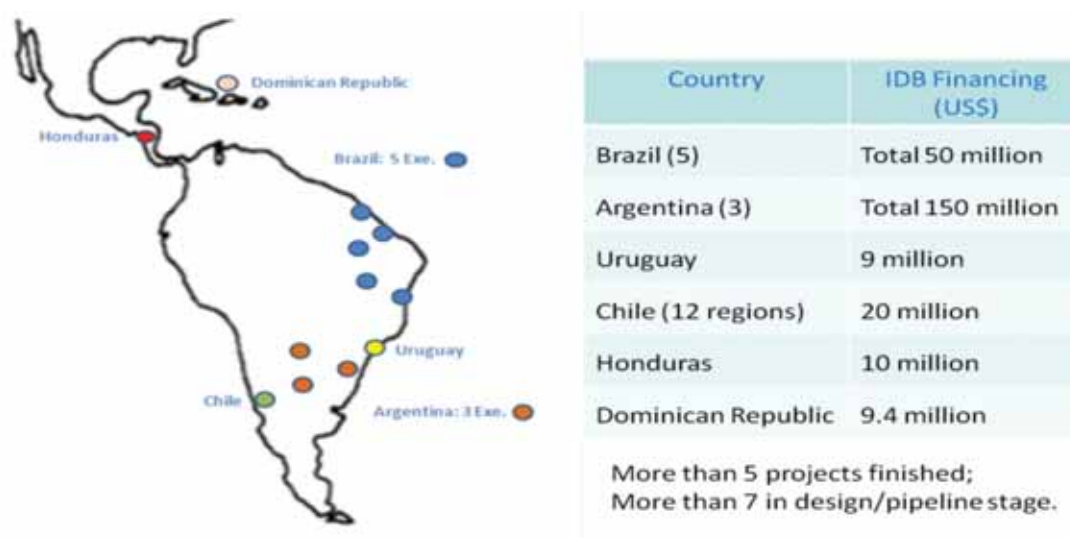 Dominican Republic
Honduras
Brazil: 5 Exe.
Uruguay
Chile
Argentina: 3 Exe.
Country IDB Financing
(US$)
Brazil (5) Total 50 million
Argentina (3) Total 150 million
Uruguay 9 million
Chile (12 regions) 20 million
Honduras 10 million
Dominican Republic 9.4 million
More than 5 projects finished;
More than 7 in design/pipeline stage.